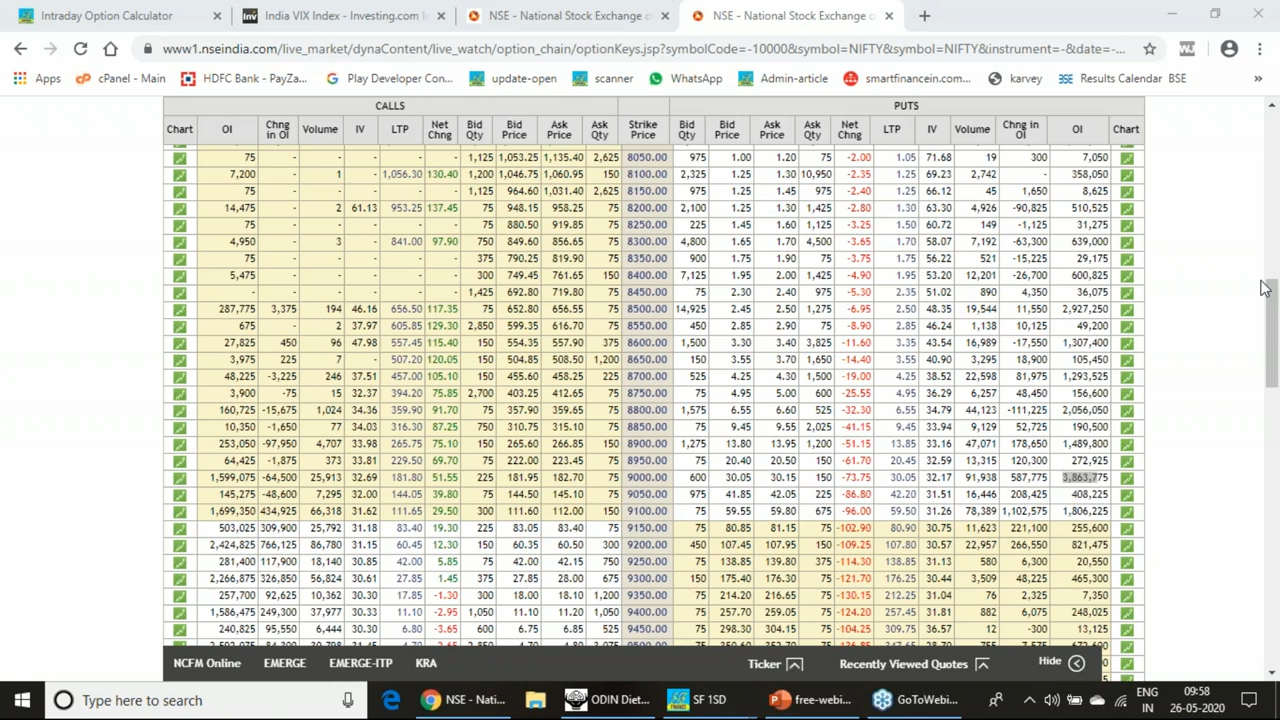 Intraday Option Calculator India VIX Index - Investing.com I NSE - National Stock Exchange o NSE - National Stock Exchange o
www1.nseindia.com/live_market/dynaContent/live_watch/option_chain/optionKeys.jsp?symbolCode=-10000&symbol=NIFTY&symbol=NIFTY&instrument=-&date=-...
Apps cPanel - Main HDFC Bank - PayZa... Play Developer Con... update-open scanner WhatsApp Admin-article smartfinancein.com... karvey Results Calendar BSE »
CALLS PUTS
Chart OI Chng in OI Volume IV LTP Net Chng Bid Qty Bid Price Ask Price Ask Qty Strike Price Bid Qty Bid Price Ask Price Ask Qty Net Chng LTP IV Volume Chng in OI OI Chart
75 - - - - - 1,125 1,053.25 1,135.40 2,625 8050.00 975 1.00 1.20 75 -2.00 1.05 71.68 19 300 7,050
7,200 - 1 - 1,056.30 130.40 1,200 1,046.75 1,060.95 150 8100.00 2,325 1.25 1.30 10,950 -2.35 1.25 69.23 2,742 - 358,050
75 - - - - - 1,125 964.60 1,031.40 2,625 8150.00 975 1.25 1.45 975 -2.40 1.25 66.12 45 1,650 8,625
14,475 - 2 61.13 953.25 137.45 75 948.15 958.25 75 8200.00 2,100 1.25 1.30 1,425 -2.80 1.30 63.30 4,926 -90,825 510,525
75 - - - - - 75 880.50 919.85 75 8250.00 225 1.45 1.60 1,125 -3.25 1.50 60.72 149 -1,125 31,275
4,950 - 3 - 841.00 97.90 750 849.60 856.65 75 8300.00 4,800 1.65 1.70 4,500 -3.65 1.70 58.07 7,192 -63,300 639,000
75 - - - - - 375 790.25 819.90 75 8350.00 900 1.75 1.90 75 -3.75 1.75 56.22 521 -15,225 29,175
5,475 - - - - - 300 749.45 761.65 150 8400.00 7,125 1.95 2.00 1,425 -4.90 1.95 53.20 12,201 -26,700 600,825
- - - - - - 1,425 692.80 719.80 75 8450.00 75 2.30 2.40 975 -5.30 2.35 51.02 890 4,350 36,075
287,775 3,375 194 46.16 656.50 117.35 75 652.80 656.55 75 8500.00 14,925 2.45 2.50 1,275 -6.95 2.50 48.35 19,544 11,550 2,927,250
675 - 2 37.97 605.85 129.30 2,850 599.35 616.70 75 8550.00 450 2.85 2.90 75 -8.90 2.85 46.24 1,138 10,125 49,200
27,825 450 96 47.98 557.45 115.40 150 554.35 557.90 375 8600.00 1,500 3.30 3.40 3,825 -11.60 3.35 43.54 16,989 -17,550 1,307,400
3,975 225 7 - 507.20 120.05 150 504.85 508.50 1,200 8650.00 150 3.55 3.70 1,650 -14.40 3.55 40.90 3,295 18,900 105,450
48,225 -3,225 246 37.51 457.00 105.10 150 455.60 458.25 225 8700.00 525 4.25 4.30 1,500 -19.00 4.25 38.52 22,598 81,975 1,293,525
3,900 -75 15 32.37 394.20 75.85 2,700 403.25 412.65 75 8750.00 75 4.95 5.00 600 -25.55 4.95 36.29 6,257 48,450 156,600
160,725 -15,675 1,024 34.36 359.90 91.70 75 357.90 359.65 75 8800.00 1,575 6.55 6.60 525 -32.30 6.55 34.79 44,123 -111,225 2,056,050
10,350 -1,650 77 34.03 316.30 87.25 750 310.75 315.10 75 8850.00 75 9.45 9.55 2,025 -41.15 9.45 33.94 9,129 52,725 190,500
253,050 -97,950 4,707 33.98 265.75 75.10 75 265.60 266.85 150 8900.00 1,275 13.80 13.95 1,200 -51.15 13.85 33.16 47,071 178,650 1,489,800
64,425 -1,875 373 33.81 229.50 69.70 75 222.00 223.45 75 8950.00 75 20.40 20.50 150 -61.70 20.45 32.59 13,315 120,300 272,925
1,599,075 -64,500 25,913 32.69 181.80 51.55 225 181.95 182.70 75 9000.00 600 30.05 30.15 150 -73.75 30.05 32.17 91,938 587,775 3,863,775
145,275 -48,600 7,295 32.00 144.05 39.80 75 144.50 145.10 75 9050.00 975 41.85 42.05 225 -86.80 42.20 31.51 16,446 208,425 408,225
1,699,350 434,925 66,318 31.62 111.65 29.50 300 111.60 112.00 150 9100.00 75 59.55 59.80 675 -96.00 59.50 31.26 78,389 1,102,575 1,806,225
503,025 309,900 25,792 31.18 83.40 19.30 225 83.05 83.40 75 9150.00 75 80.85 81.15 75 -102.90 80.90 30.75 11,623 221,100 255,600
2,424,825 766,125 86,780 31.15 60.45 12.30 150 60.35 60.50 300 9200.00 450 107.45 107.95 150 -109.25 107.80 30.57 22,957 266,550 821,475
281,400 117,900 18,140 30.85 42.00 5.85 75 42.00 42.15 750 9250.00 75 138.85 139.80 375 -114.30 138.85 31.13 580 6,300 20,550
2,266,875 326,850 56,824 30.61 27.85 1.45 375 27.85 28.00 675 9300.00 150 175.40 176.30 75 -121.70 176.25 30.44 3,509 48,225 465,300
257,700 92,625 10,362 30.30 17.85 -1.30 300 18.00 18.10 1,200 9350.00 75 214.20 216.65 75 -130.15 212.25 31.04 76 2,325 7,350
1,586,475 249,300 37,977 30.33 11.10 -2.95 1,050 11.10 11.20 1,050 9400.00 75 257.70 259.05 75 -124.20 257.45 31.81 882 6,075 248,025
240,825 95,550 6,444 30.30 6.80 -3.65 600 6.75 6.85 525 9450.00 75 298.30 304.15 75 -104.25 309.75 36.57 12 -300 13,125
NCFM Online EMERGE EMERGE-ITP KRA Ticker Recently Viewed Quotes Hide
Type here to search NSE - Nati... ODIN Diet... SF 1SD free-webi... GoToWebi... ENG IN 09:58 26-05-2020